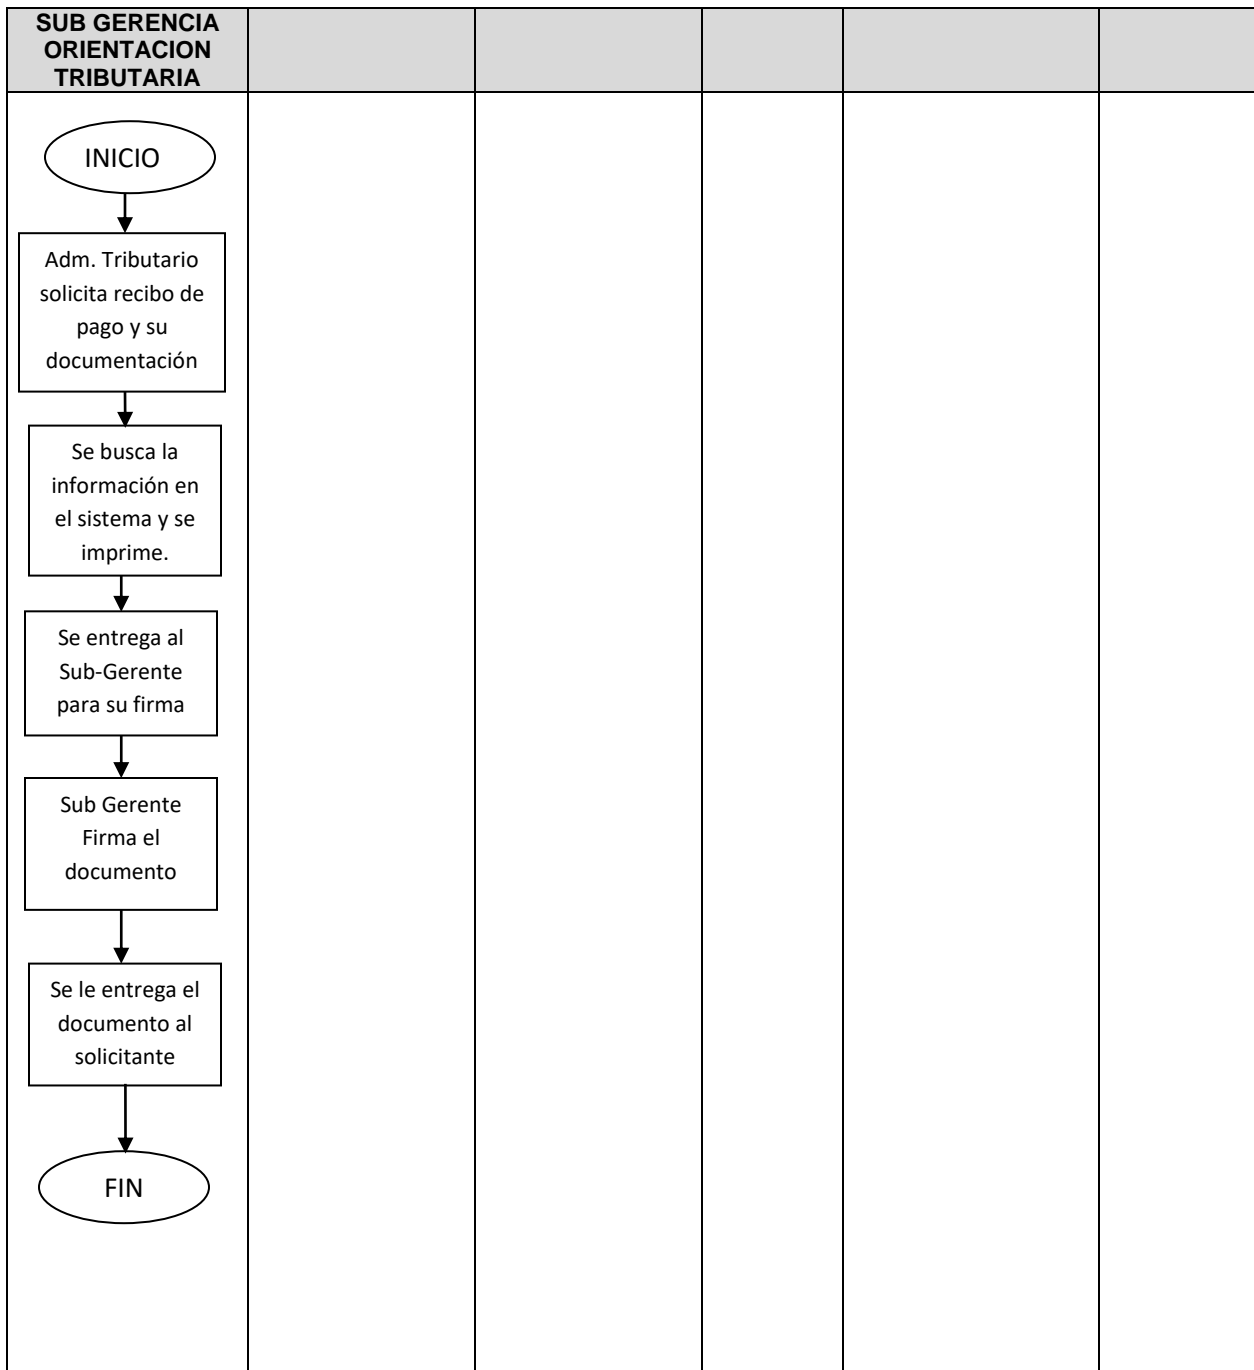 SUB GERENCIA
ORIENTACION
TRIBUTARIA
INICIO
Adm. Tributario
solicita recibo de
pago y su
documentación
Se busca la
información en
el sistema y se
imprime.
Se entrega al
Sub-Gerente
para su firma
Sub Gerente
Firma el
documento
Se le entrega el
documento al
solicitante
FIN